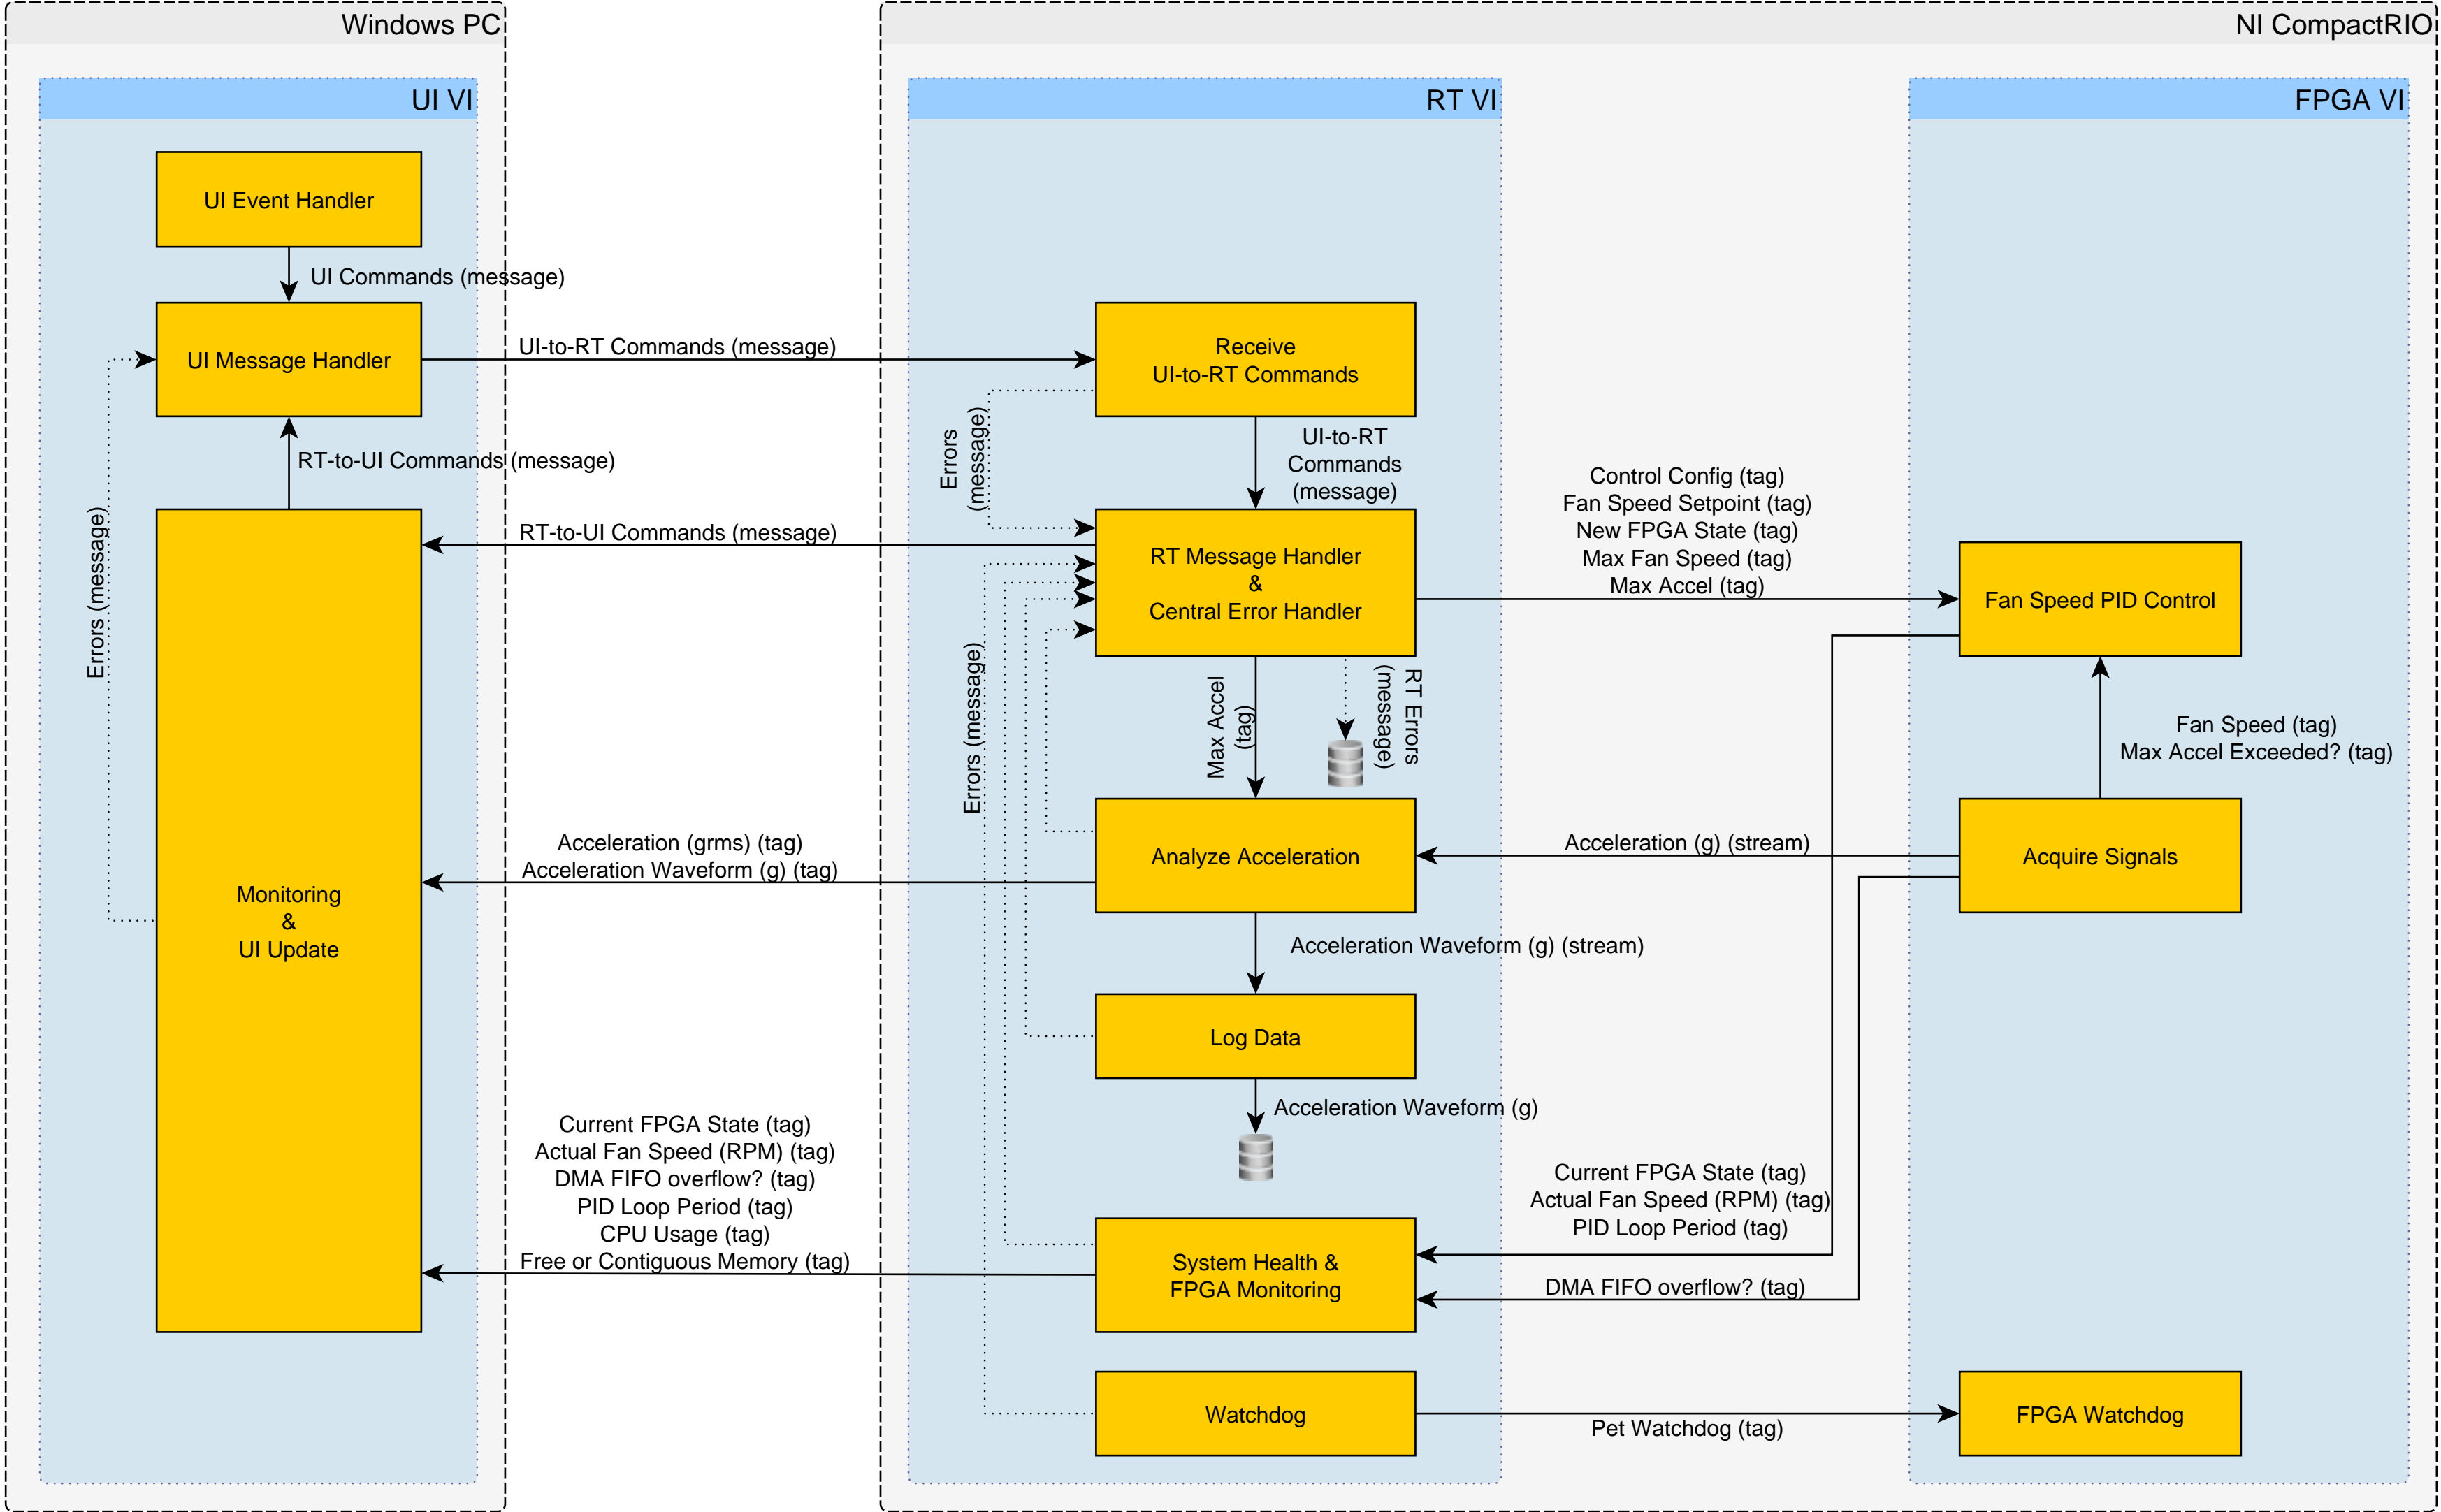 Windows PC
NI CompactRIO
UI VI
RT VI
FPGA VI
UI Event Handler
UI Commands (message)
UI Message Handler
UI-to-RT Commands (message)
Receive
UI-to-RT Commands
Errors
(message)
UI-to-RT
Commands
(message)
RT-to-UI Commands (message)
Errors (message)
RT-to-UI Commands (message)
RT Message Handler
&
Central Error Handler
Control Config (tag)
Fan Speed Setpoint (tag)
New FPGA State (tag)
Max Fan Speed (tag)
Max Accel (tag)
Fan Speed PID Control
Errors (message)
Max Accel
(tag)
RT Errors
(message)
Fan Speed (tag)
Max Accel Exceeded? (tag)
Monitoring
&
UI Update
Acceleration (grms) (tag)
Acceleration Waveform (g) (tag)
Analyze Acceleration
Acceleration (g) (stream)
Acquire Signals
Acceleration Waveform (g) (stream)
Log Data
Acceleration Waveform (g)
Current FPGA State (tag)
Actual Fan Speed (RPM) (tag)
DMA FIFO overflow? (tag)
PID Loop Period (tag)
CPU Usage (tag)
Free or Contiguous Memory (tag)
System Health &
FPGA Monitoring
Current FPGA State (tag)
Actual Fan Speed (RPM) (tag)
PID Loop Period (tag)
DMA FIFO overflow? (tag)
Watchdog
Pet Watchdog (tag)
FPGA Watchdog